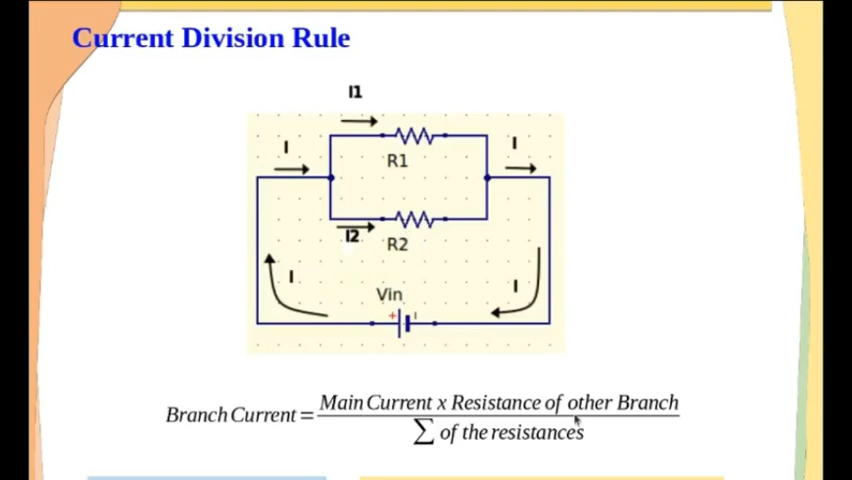 Current Division Rule
I1
I
I
R1
I2
R2
I
I
Vin
+
Branch Current = Main Current x Resistance of other Branch
∑ of the resistances